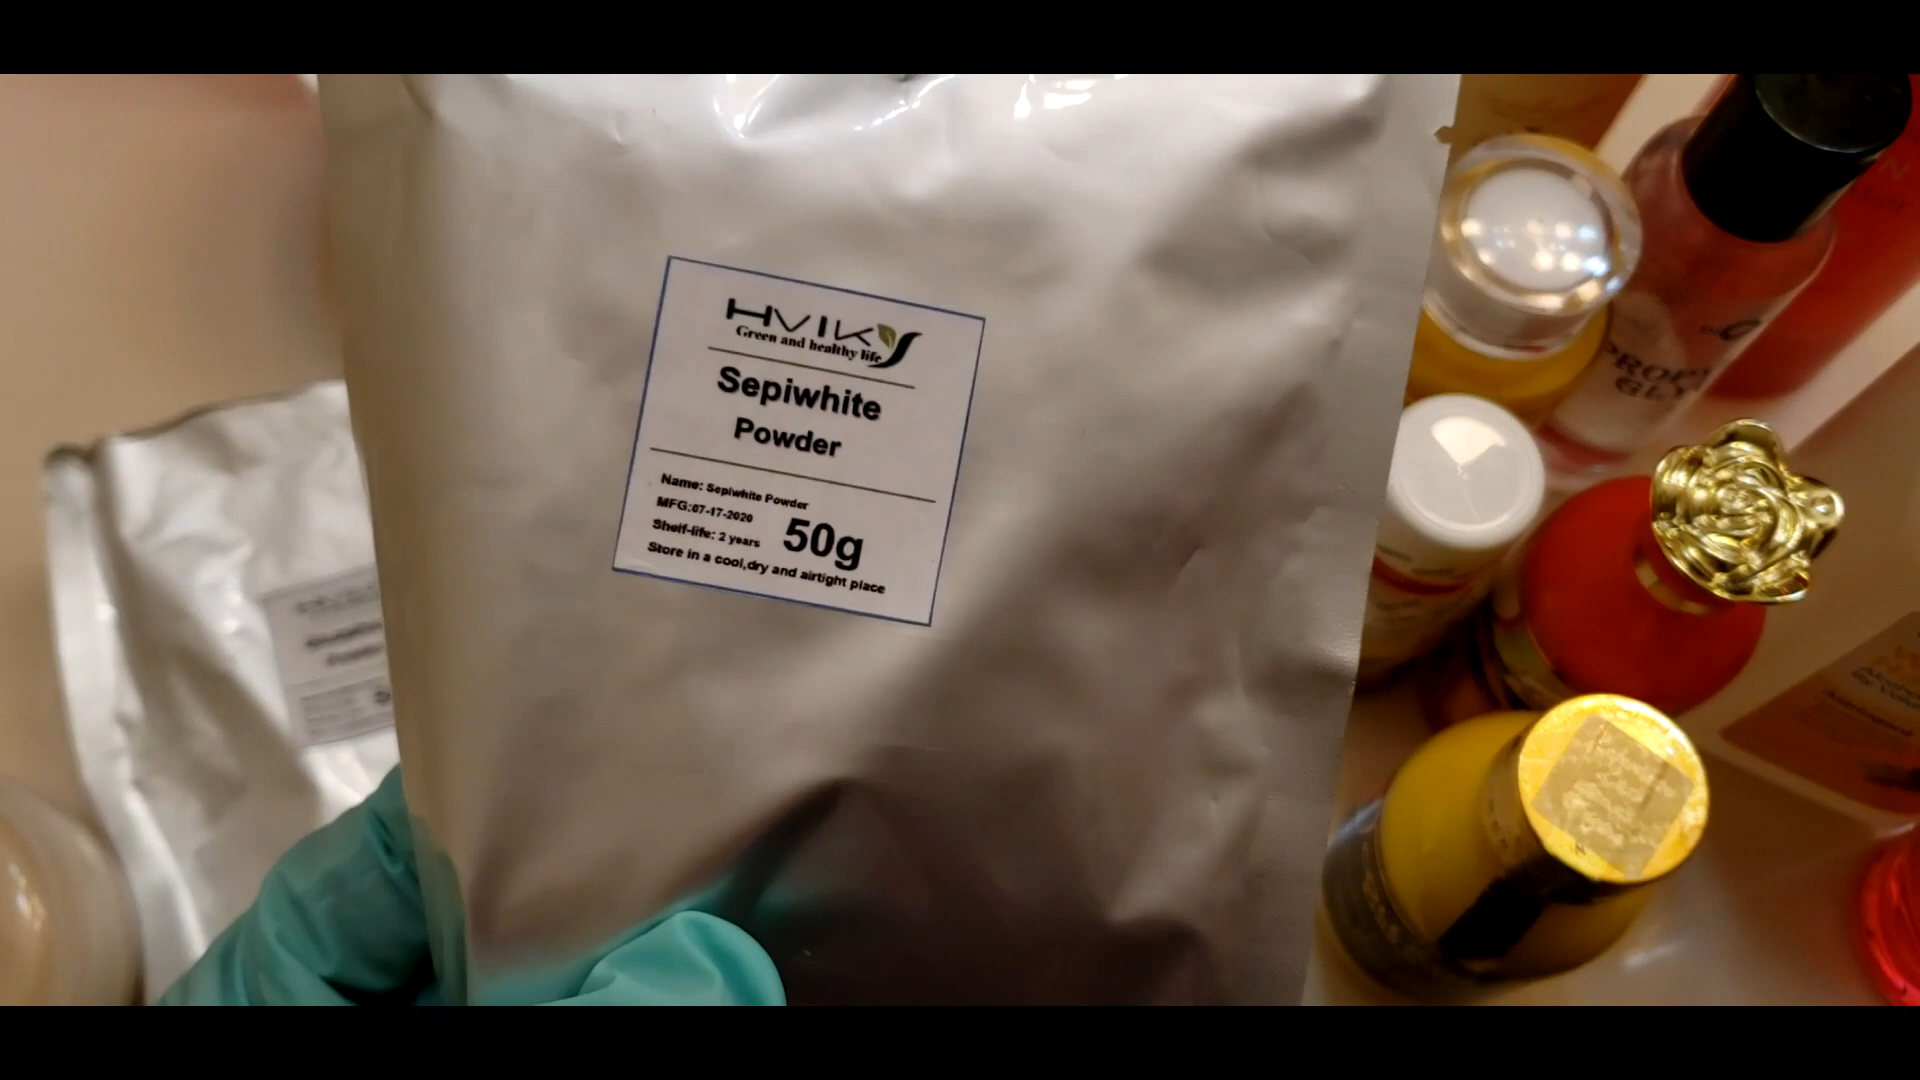 HVIKS
Green and healthy life
Sepiwhite
Powder
Name: Sepiwhite Powder
MFG:07-17-2020
Shelf-life: 2 years
50g
Store in a cool,dry and airtight place